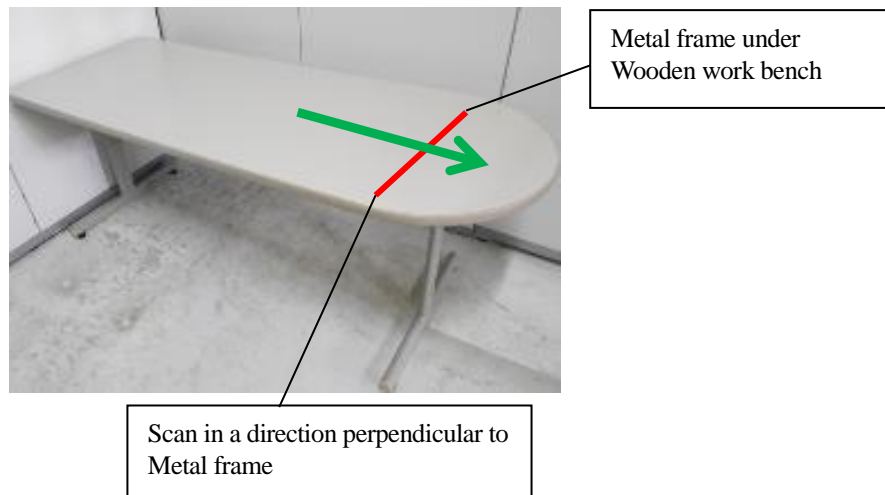 Metal frame under
Wooden work bench
Scan in a direction perpendicular to
Metal frame